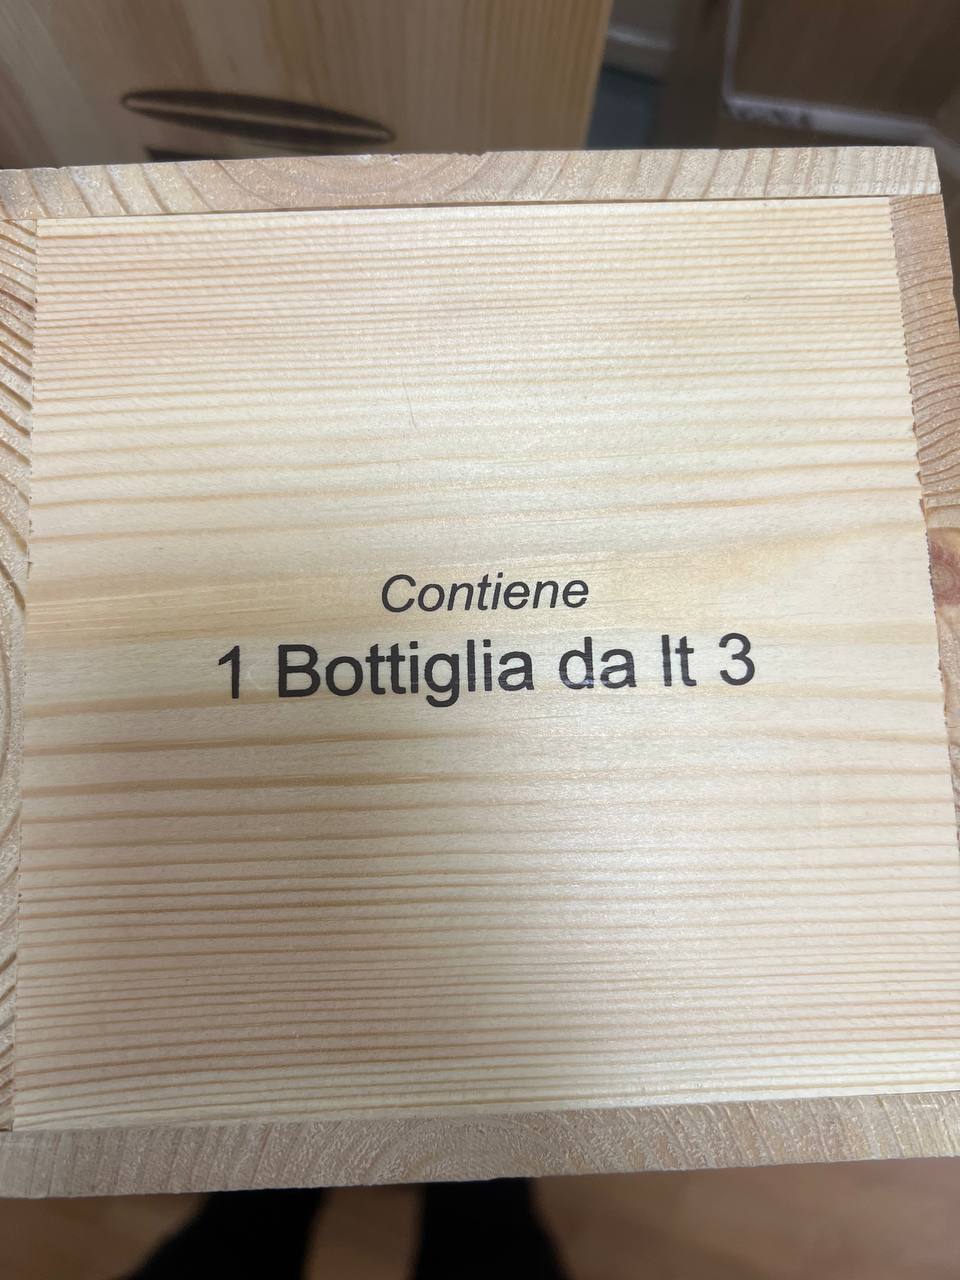 Contiene
1 Bottiglia da lt 3